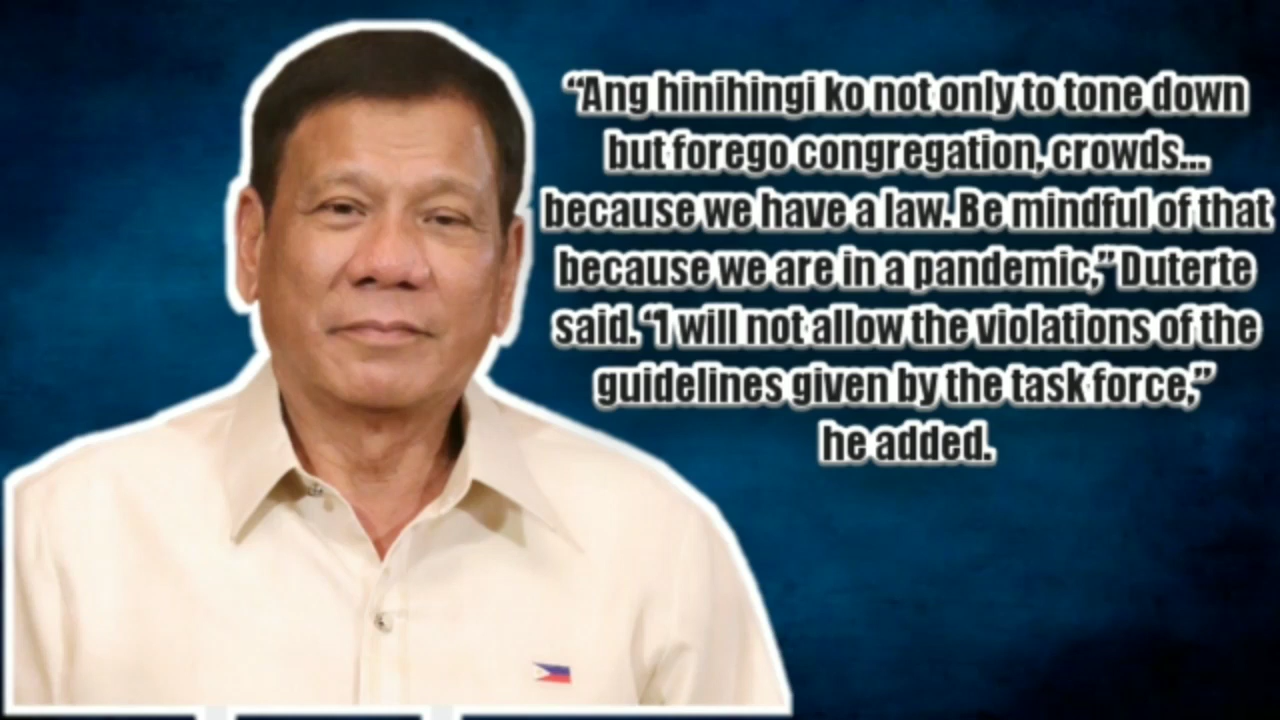 “Ang hinihingi ko not only to tone down
but forego congregation, crowds...
because we have a law. Be mindful of that
because we are in a pandemic,” Duterte
said. “I will not allow the violations of the
guidelines given by the task force,”
he added.